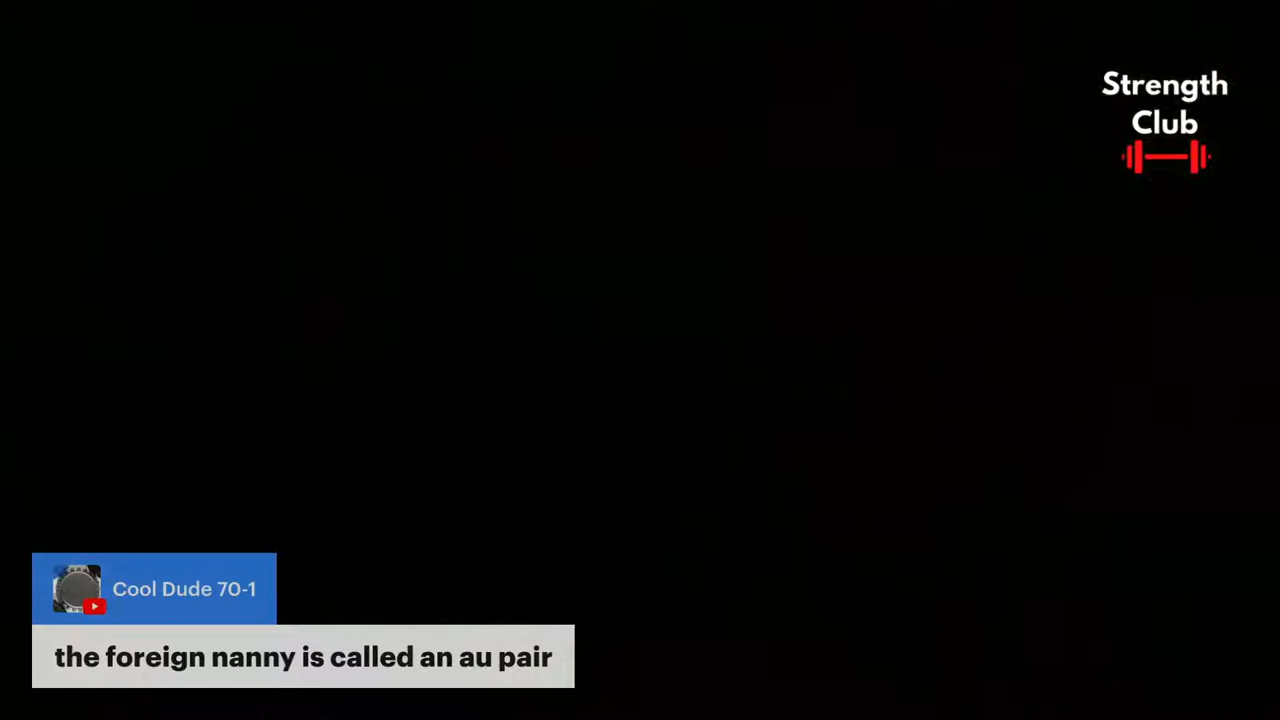 Strength
Club
Cool Dude 70-1
the foreign nanny is called an au pair